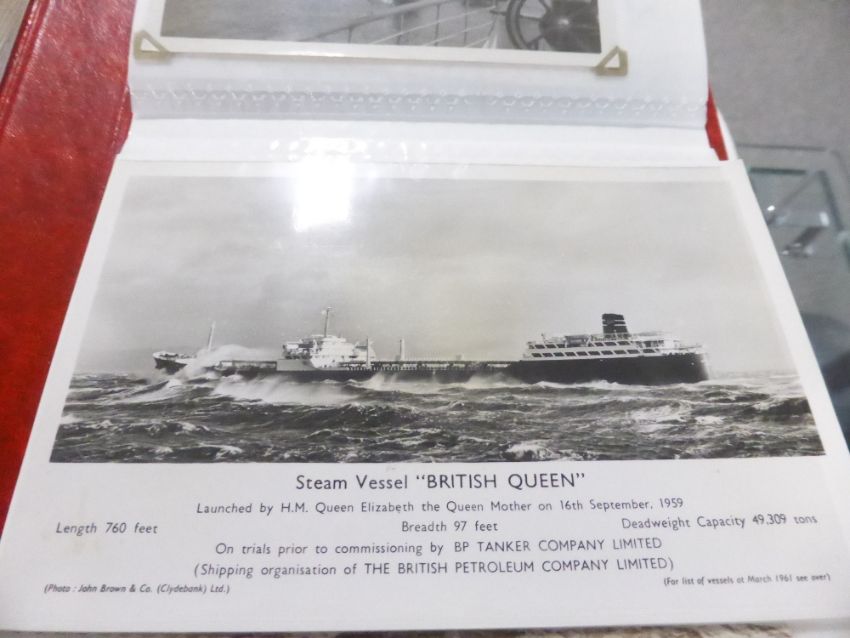 Steam Vessel "BRITISH QUEEN"
Launched by H.M. Queen Elizabeth the Queen Mother on 16th September, 1959
Length 760 feet Breadth 97 feet Deadweight Capacity 49,309 tons
On trials prior to commissioning by BP TANKER COMPANY LIMITED
(Shipping organisation of THE BRITISH PETROLEUM COMPANY LIMITED)
(Photo : John Brown & Co. (Clydebank) Ltd.) (For list of vessels at March 1961 see over)